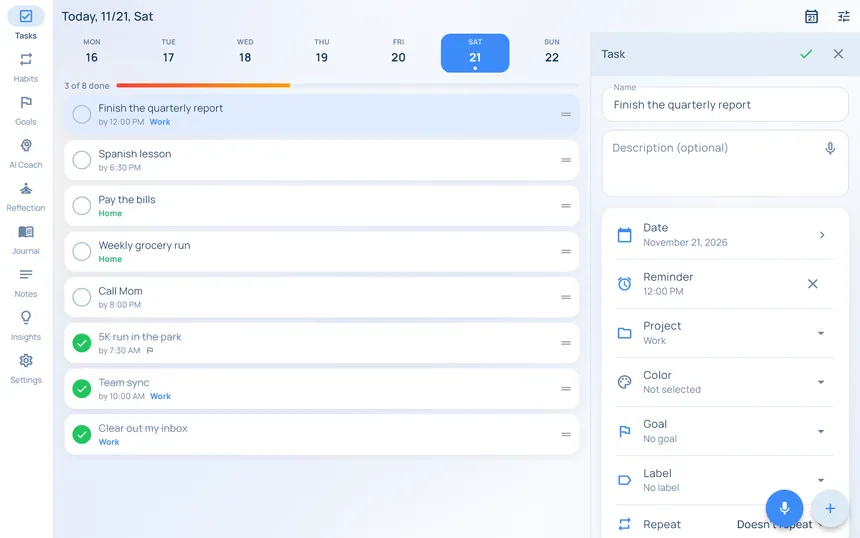 Today, 11/21, Sat
Tasks
Habits
Goals
AI Coach
Reflection
Journal
Notes
Insights
Settings
MON TUE WED THU FRI SAT SUN
16 17 18 19 20 21 22
3 of 8 done
Finish the quarterly report
by 12:00 PM Work
Spanish lesson
by 6:30 PM
Pay the bills
Home
Weekly grocery run
Home
Call Mom
by 8:00 PM
5K run in the park
by 7:30 AM
Team sync
by 10:00 AM Work
Clear out my inbox
Work
21
Task
Name
Finish the quarterly report
Description (optional)
Date
November 21, 2026
Reminder
12:00 PM
Project
Work
Color
Not selected
Goal
No goal
Label
No label
Repeat Doesn't repeat